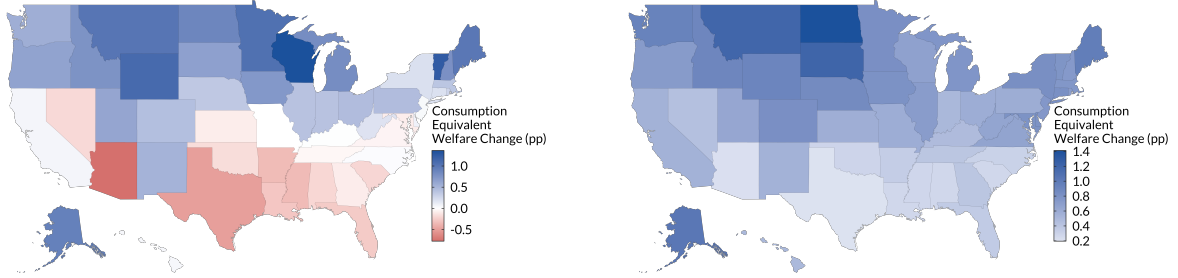 Consumption
Equivalent
Welfare Change (pp)
1.0
0.5
0.0
-0.5
Consumption
Equivalent
Welfare Change (pp)
1.4
1.2
1.0
0.8
0.6
0.4
0.2